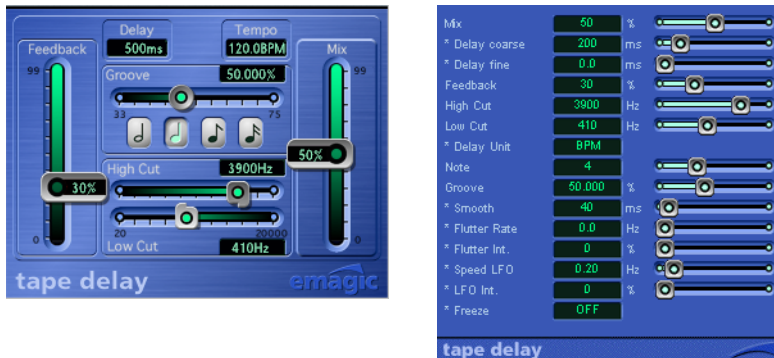 Delay Tempo
Feedback 500ms 120.0BPM Mix
99 Groove 50.000% 99
33 75
High Cut 3900Hz
50%
30%
20 20000
0 Low Cut 410Hz 0
tape delay emagic
Mix 50 %
* Delay coarse 200 ms
* Delay fine 0.0 ms
Feedback 30 %
High Cut 3900 Hz
Low Cut 410 Hz
* Delay Unit BPM
Note 4
Groove 50.000 %
* Smooth 40 ms
* Flutter Rate 0.0 Hz
* Flutter Int. 0 %
* Speed LFO 0.20 Hz
* LFO Int. 0 %
* Freeze OFF
tape delay